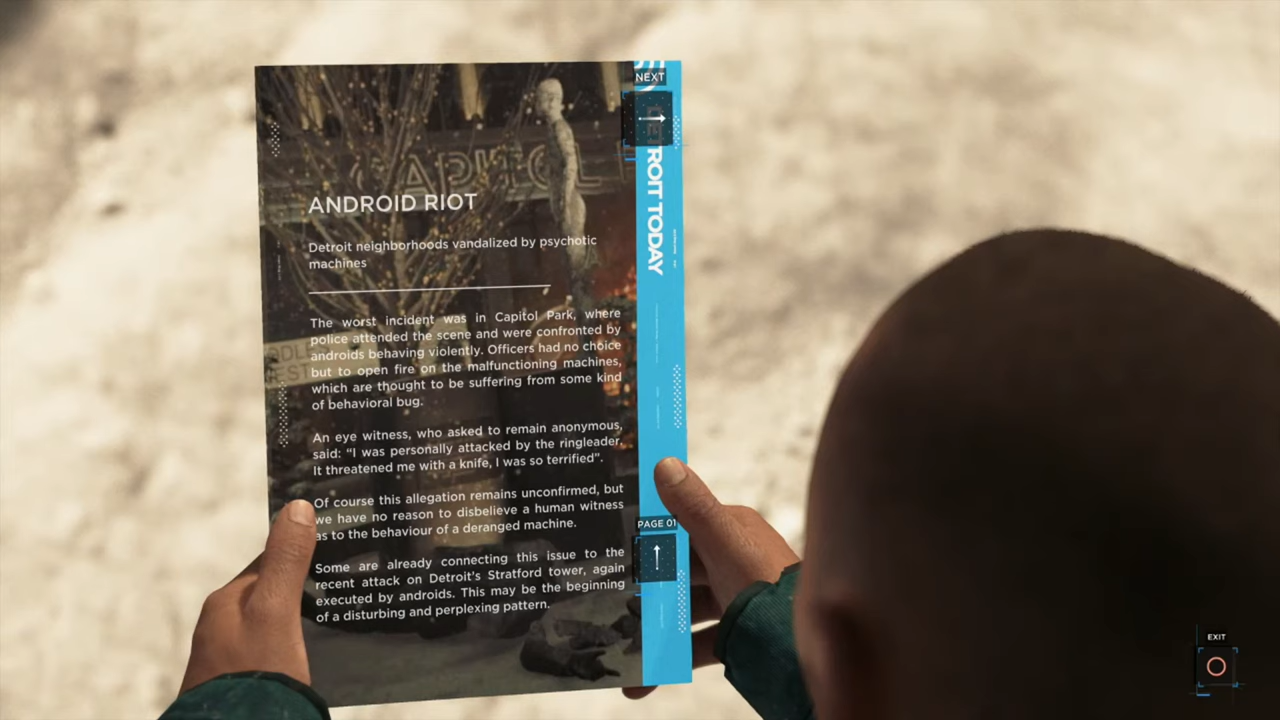 NEXT
DETROIT TODAY
CAPITOL
ANDROID RIOT
Detroit neighborhoods vandalized by psychotic
machines
The worst incident was in Capitol Park, where
police attended the scene and were confronted by
androids behaving violently. Officers had no choice
but to open fire on the malfunctioning machines,
which are thought to be suffering from some kind
of behavioral bug.
An eye witness, who asked to remain anonymous,
said: “I was personally attacked by the ringleader.
It threatened me with a knife, I was so terrified”.
Of course this allegation remains unconfirmed, but
we have no reason to disbelieve a human witness
as to the behaviour of a deranged machine.
Some are already connecting this issue to the
recent attack on Detroit's Stratford tower, again
executed by androids. This may be the beginning
of a disturbing and perplexing pattern.
PAGE 01
EXIT